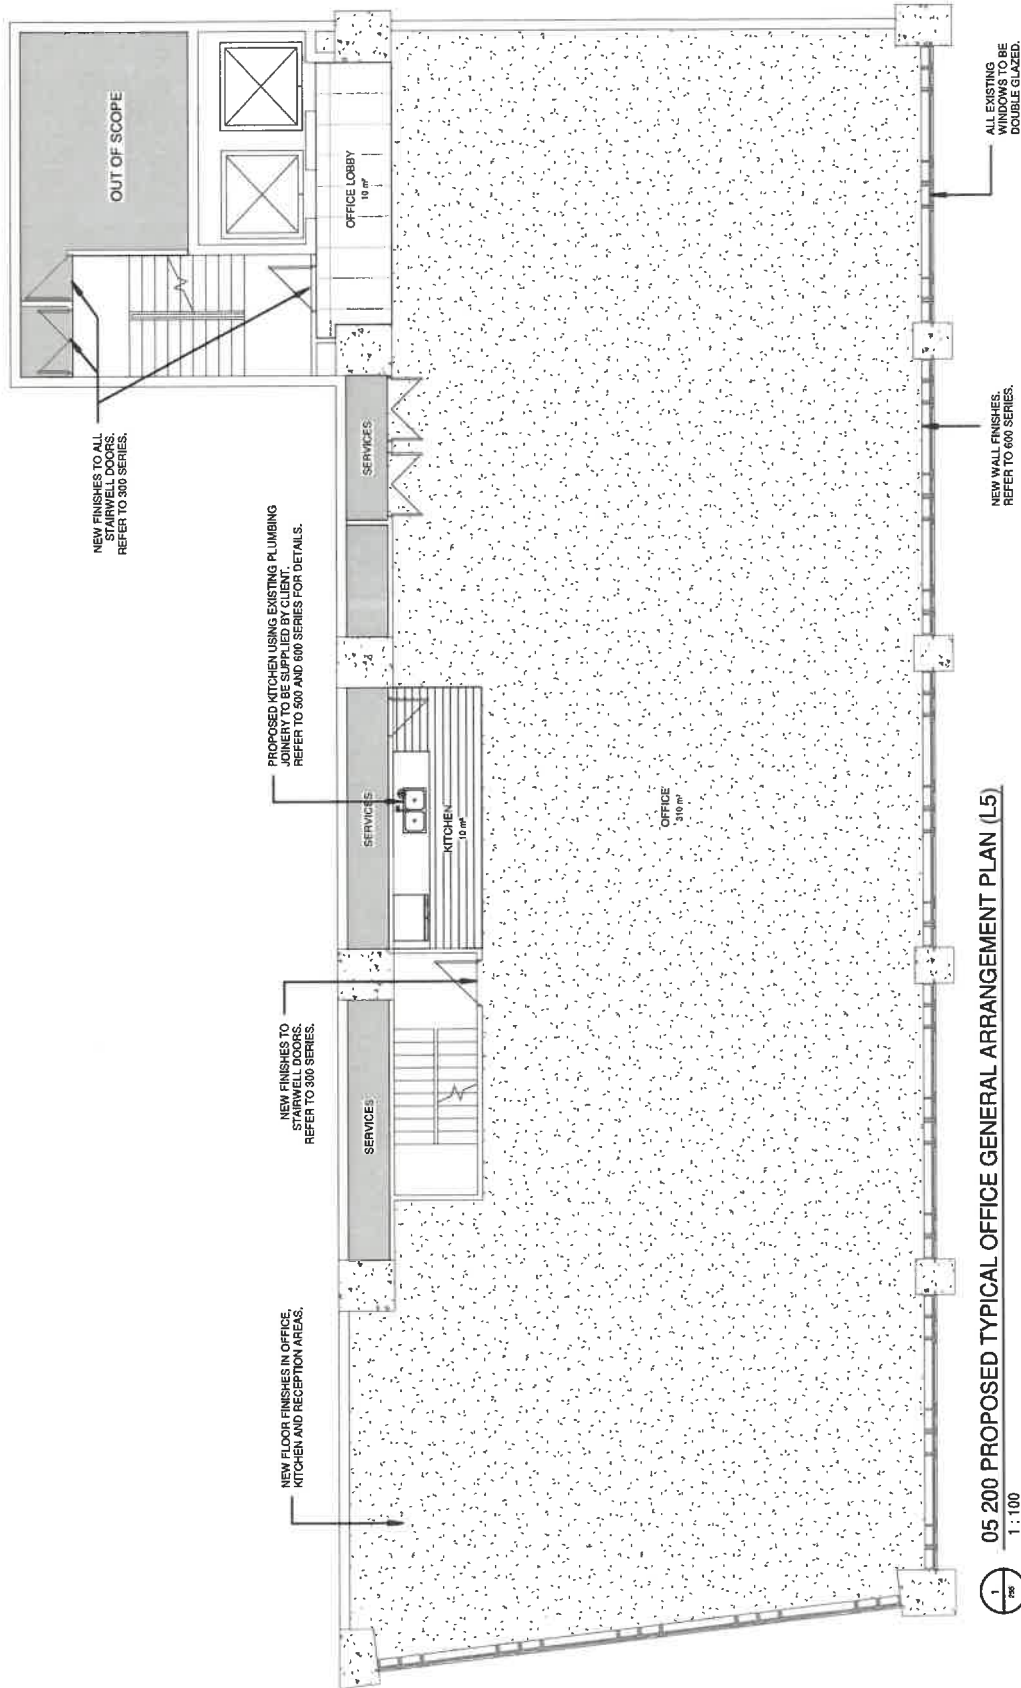 NEW FLOOR FINISHES IN OFFICE,
KITCHEN AND RECEPTION AREAS.
NEW FINISHES TO
STAIRWELL DOORS.
REFER TO 300 SERIES.
PROPOSED KITCHEN USING EXISTING PLUMBING
JOINERY TO BE SUPPLIED BY CLIENT.
REFER TO 500 AND 600 SERIES FOR DETAILS.
NEW FINISHES TO ALL
STAIRWELL DOORS.
REFER TO 300 SERIES.
OUT OF SCOPE
SERVICES
SERVICES
SERVICES
OFFICE LOBBY
10 m²
KITCHEN
10 m²
OFFICE
310 m²
NEW WALL FINISHES.
REFER TO 600 SERIES.
ALL EXISTING
WINDOWS TO BE
DOUBLE GLAZED.
1
05 200 PROPOSED TYPICAL OFFICE GENERAL ARRANGEMENT PLAN (L5)
1 : 100